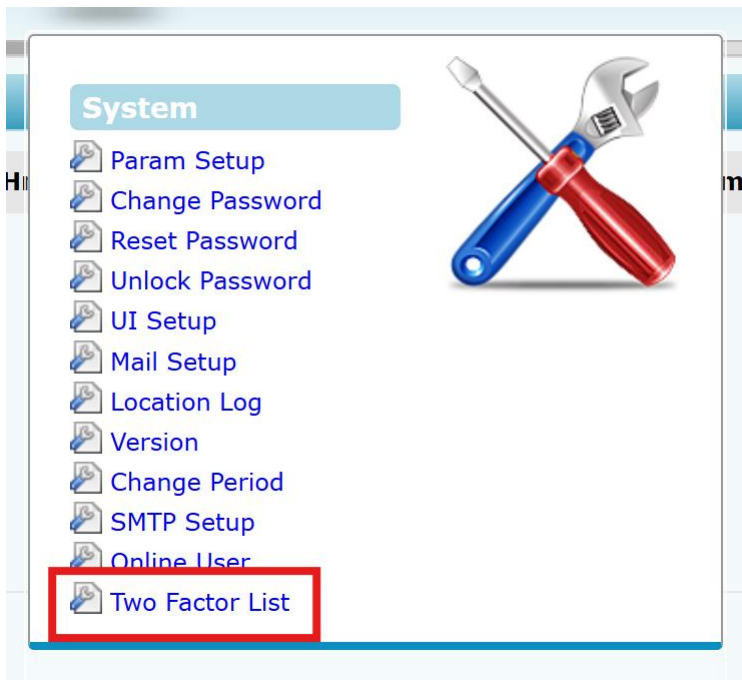 System
Param Setup
Change Password
Reset Password
Unlock Password
UI Setup
Mail Setup
Location Log
Version
Change Period
SMTP Setup
Online User
Two Factor List